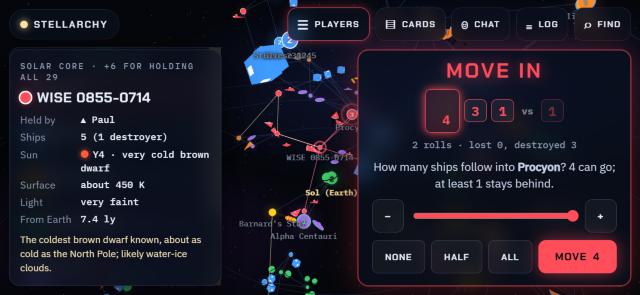 STELLARCHY
PLAYERS
CARDS
CHAT
LOG
FIND
SOLAR CORE · +6 FOR HOLDING
ALL 29
WISE 0855-0714
Held by ▲ Paul
Ships 5 (1 destroyer)
Sun Y4 · very cold brown
dwarf
Surface about 450 K
Light very faint
From Earth 7.4 ly
The coldest brown dwarf known, about as
cold as the North Pole; likely water-ice
clouds.
2
3
Procy
WISE 0855-0714
Sol (Earth)
Barnard's St
Alpha Centauri
MOVE IN
4 3 1 vs 1
2 rolls · lost 0, destroyed 3
How many ships follow into Procyon? 4 can go;
at least 1 stays behind.
− +
NONE
HALF
ALL
MOVE 4